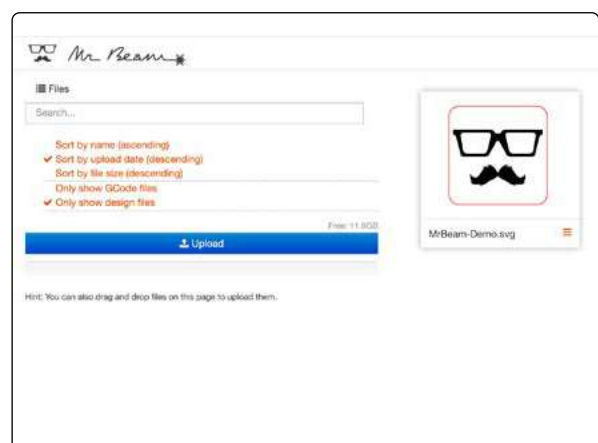 Mr Beam
Files
Search...
Sort by name (ascending)
Sort by upload date (descending)
Sort by file size (descending)
Only show GCode files
Only show design files
Free: 11.8GB
Upload
MrBeam-Demo.svg
Hint: You can also drag and drop files on this page to upload them.